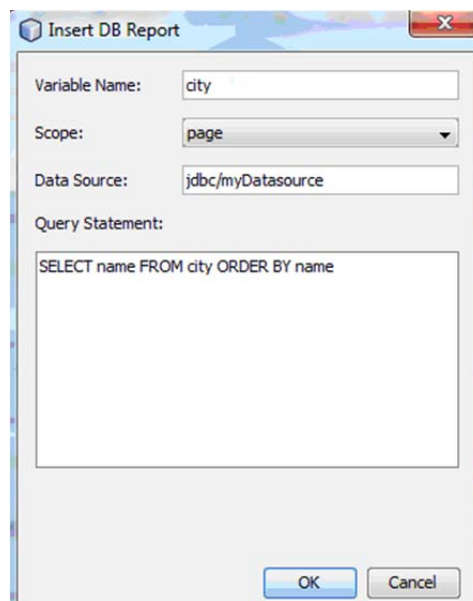 Insert DB Report
Variable Name: city
Scope: page
Data Source: jdbc/myDatasource
Query Statement:
SELECT name FROM city ORDER BY name
OK Cancel